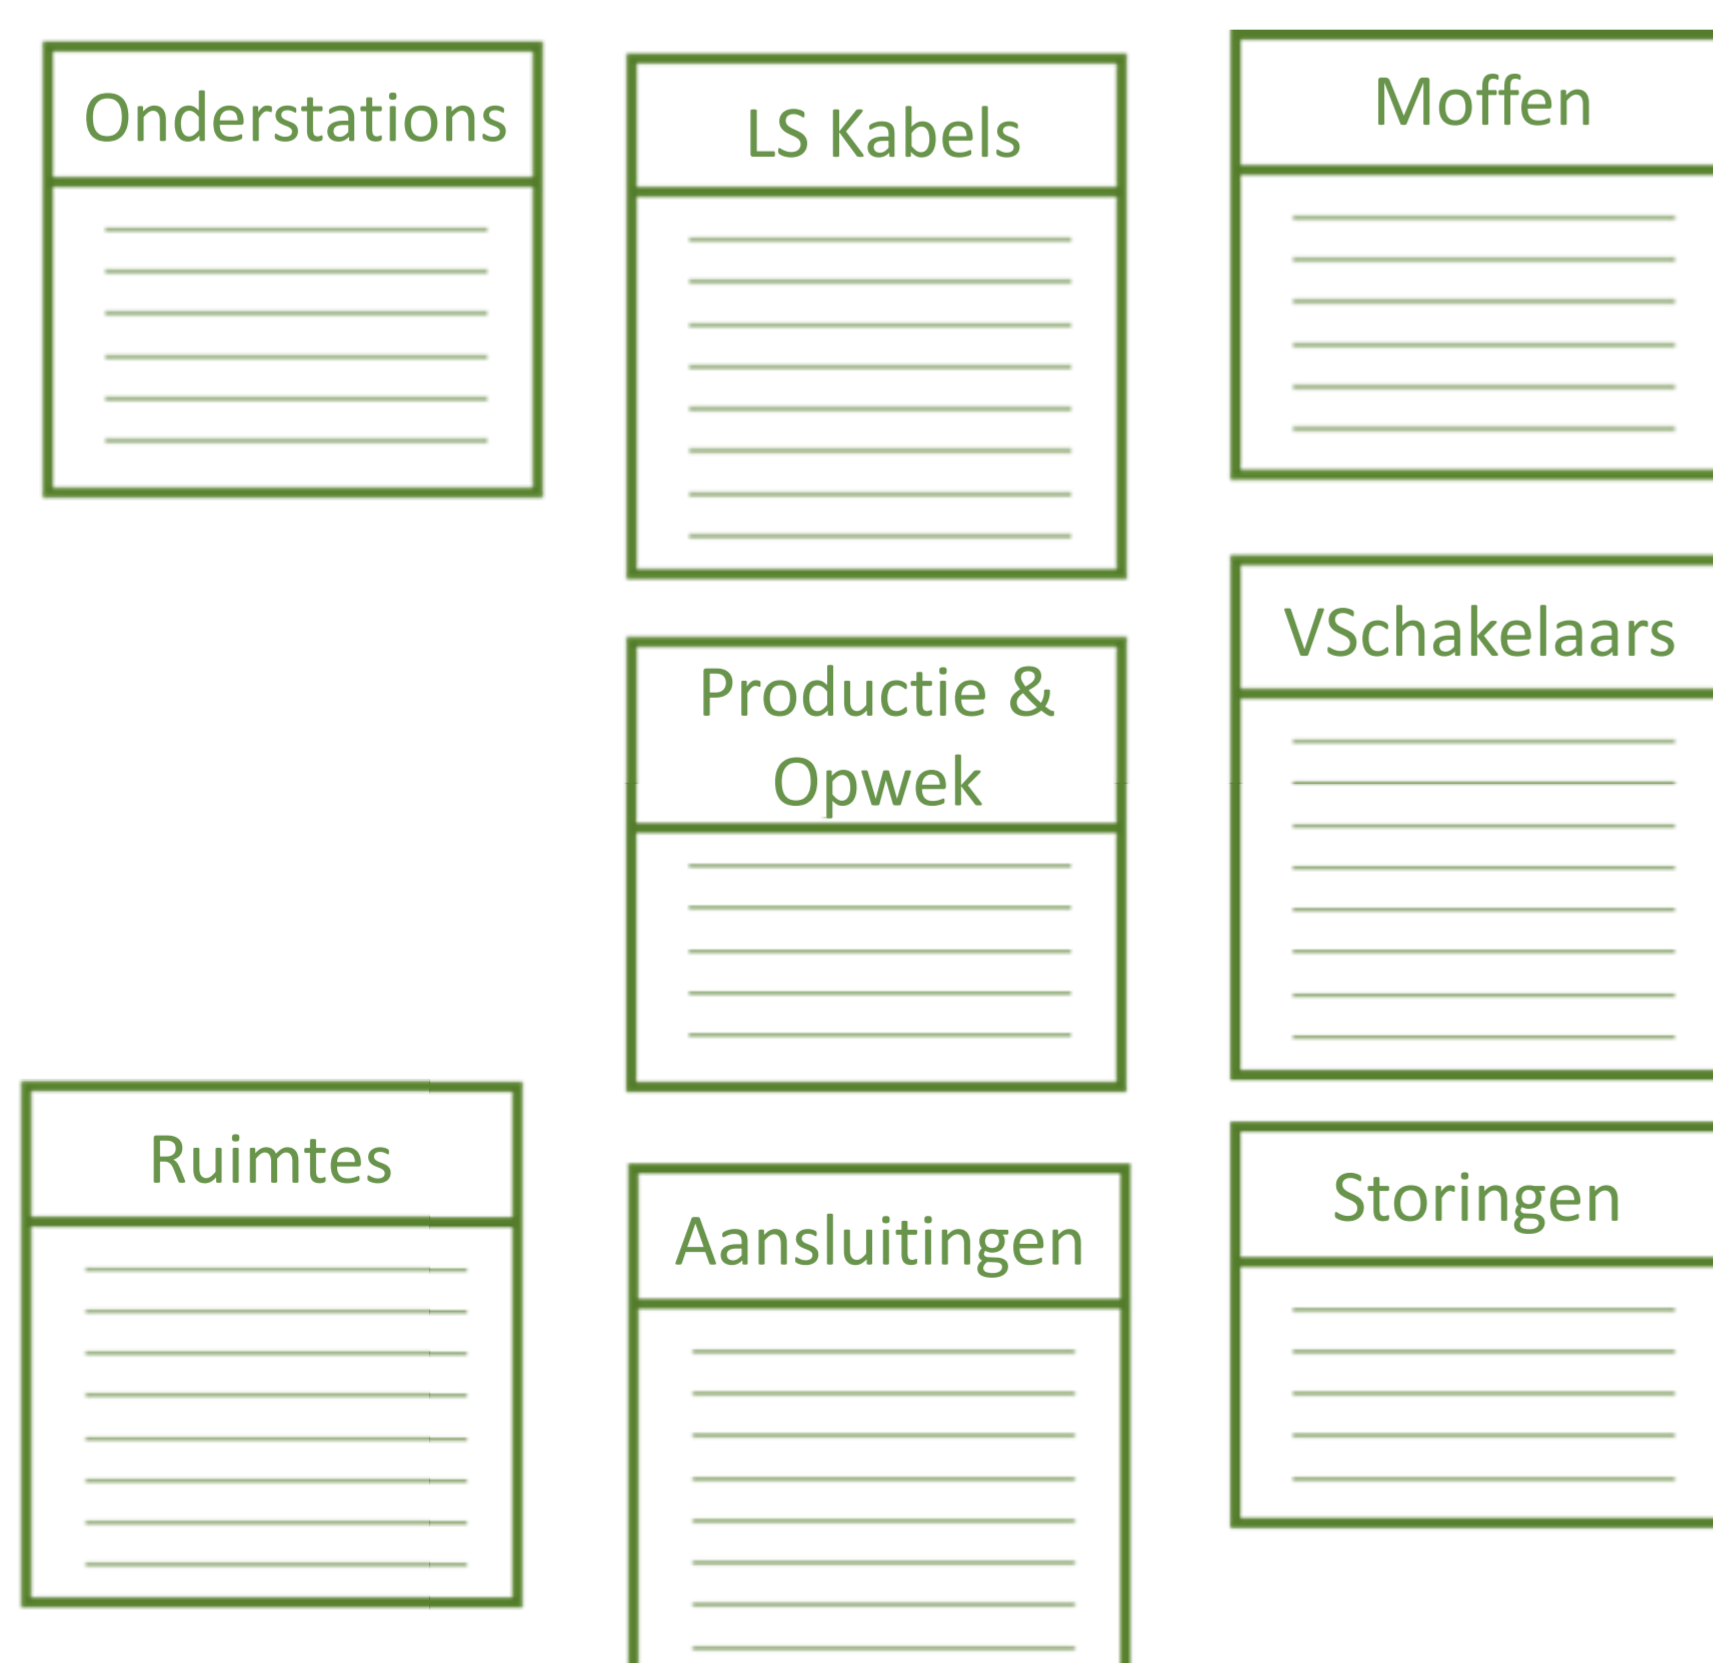 Onderstations
LS Kabels
Moffen
VSchakelaars
Productie &
Opwek
Ruimtes
Aansluitingen
Storingen